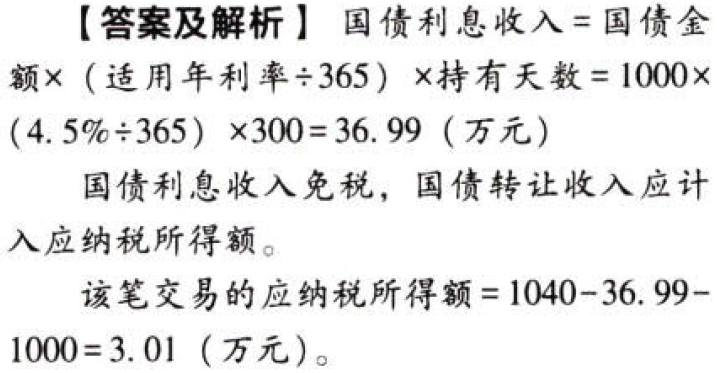 【答案及解析】 国债利息收入=国债金
额×（适用年利率÷365）×持有天数=1000×
（4.5%÷365）×300=36.99（万元）
国债利息收入免税，国债转让收入应计
入应纳税所得额。
该笔交易的应纳税所得额=1040-36.99-
1000=3.01（万元）。